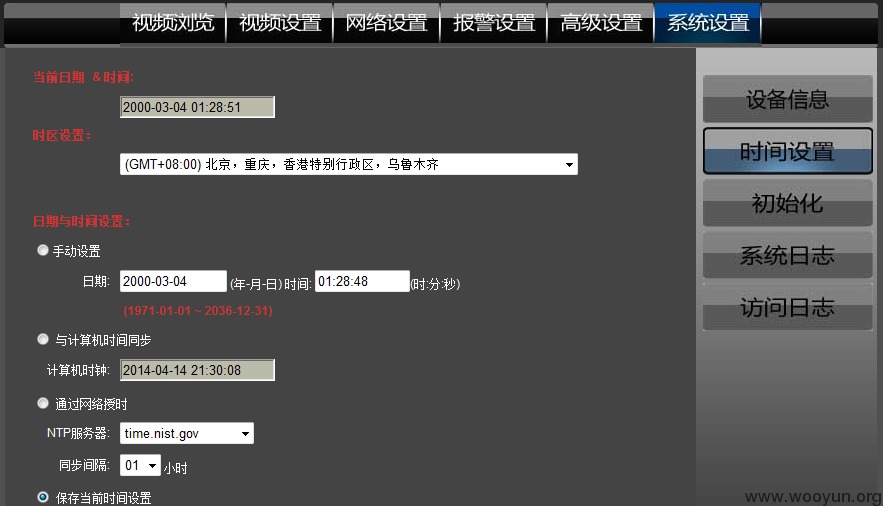 视频浏览 视频设置 网络设置 报警设置 高级设置 系统设置
当前日期 &时间:
2000-03-04 01:28:51
时区设置:
(GMT+08:00) 北京，重庆，香港特别行政区，乌鲁木齐
日期与时间设置:
手动设置
日期: 2000-03-04 (年-月-日) 时间: 01:28:48 (时:分:秒)
(1971-01-01 ~ 2036-12-31)
与计算机时间同步
计算机时钟: 2014-04-14 21:30:08
通过网络授时
NTP服务器: time.nist.gov
同步间隔: 01 小时
保存当前时间设置
设备信息
时间设置
初始化
系统日志
访问日志
www.wooyun.org